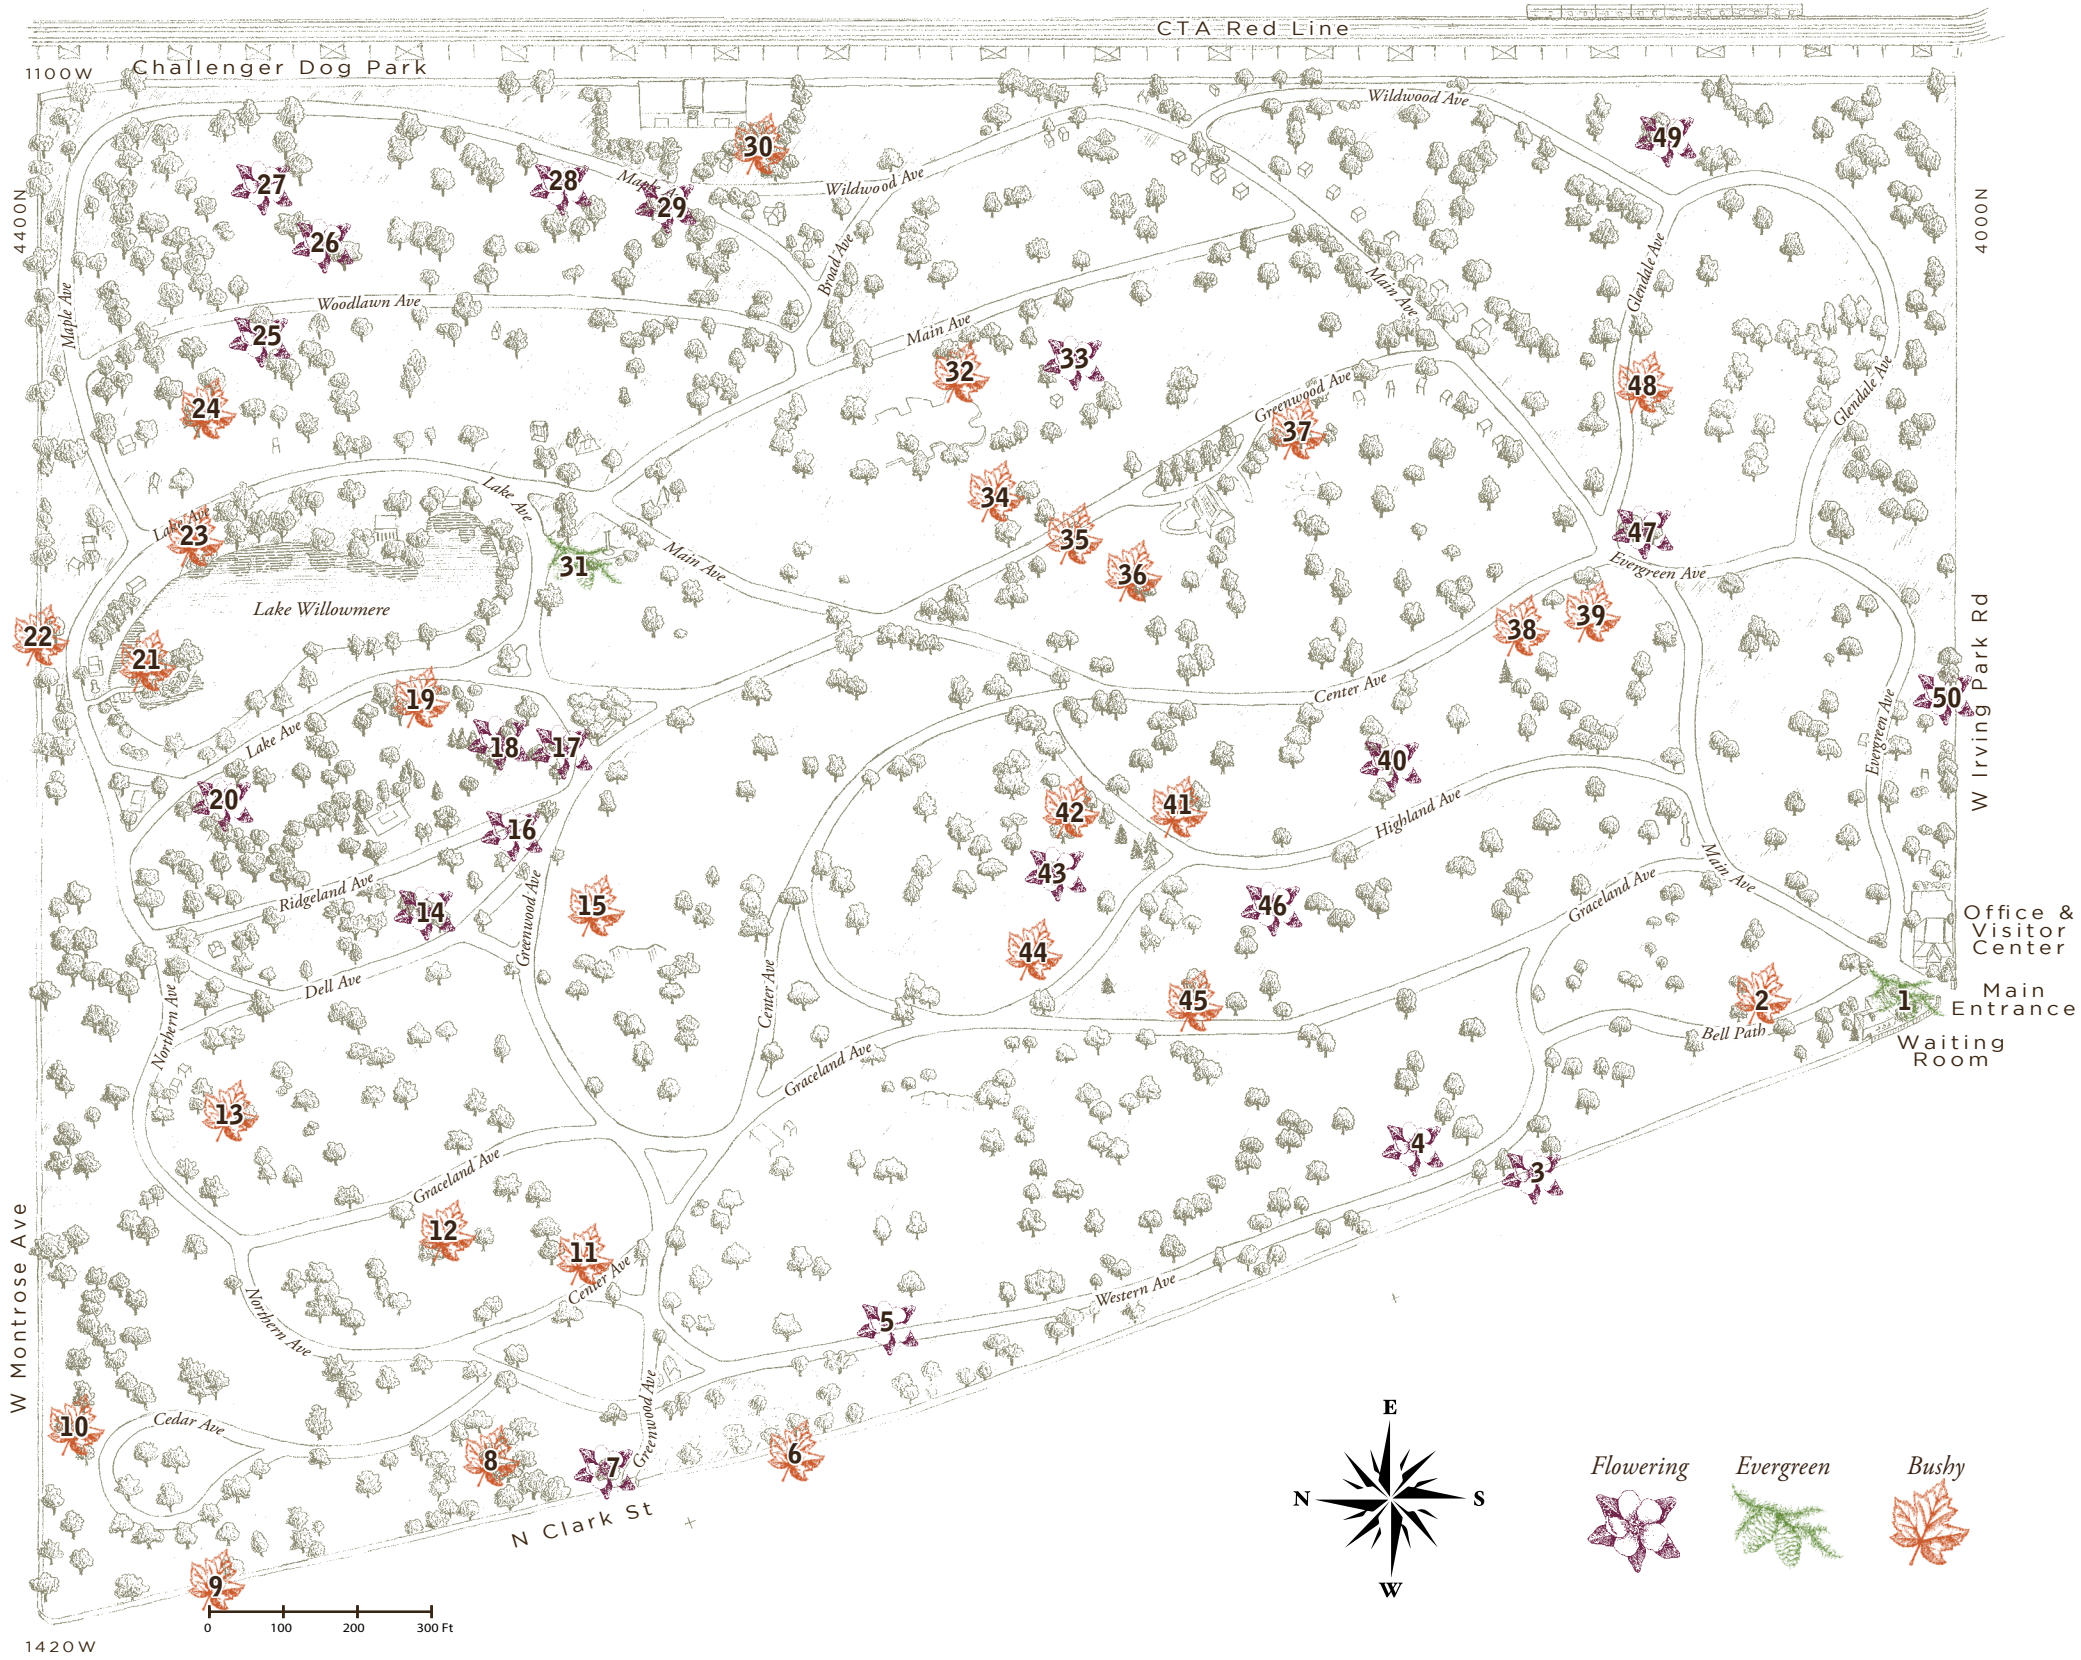 CTA Red Line
1100W
Challenger Dog Park
Wildwood Ave
49
30
27
28
Maple A
29
Wildwood Ave
4400N
4000N
26
Broad Ave
Glendale Ave
Main Ave
Maple Ave
Woodlawn Ave
25
Main Ave
33
32
Greenwood Ave
48
Glendale Ave
24
37
Lake Ave
34
Lake Ave
23
35
47
Main Ave
31
36
Evergreen Ave
Lake Willowmere
22
21
38
39
W Irving Park Rd
19
Center Ave
50
Lake Ave
18
17
Evergreen Ave
40
20
42
41
Highland Ave
16
43
Main Ave
Ridgeland Ave
14
Greenwood Ave
15
46
Graceland Ave
Office &
Visitor
Center
44
Dell Ave
Center Ave
45
2
1
Main
Entrance
Northern Ave
Bell Path
Waiting
Room
Graceland Ave
13
4
3
Graceland Ave
12
11
Center Ave
W Montrose Ave
Northern Ave
5
Western Ave
10
Cedar Ave
Greenwood Ave
8
7
6
N Clark St
9
0 100 200 300 Ft
1420W
E
N
S
W
Flowering
Evergreen
Bushy